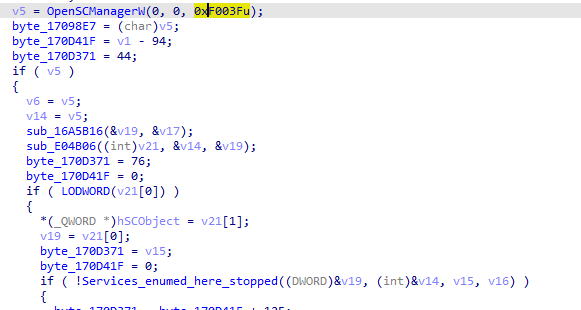 v5 = OpenSCManagerW(0, 0, 0xF003Fu);
byte_17098E7 = (char)v5;
byte_170D41F = v1 - 94;
byte_170D371 = 44;
if ( v5 )
{
v6 = v5;
v14 = v5;
sub_16A5B16(&v19, &v17);
sub_E04B06((int)v21, &v14, &v19);
byte_170D371 = 76;
byte_170D41F = 0;
if ( LODWORD(v21[0]) )
{
*(_QWORD *)hSCObject = v21[1];
v19 = v21[0];
byte_170D371 = v15;
byte_170D41F = 0;
if ( !Services_enumed_here_stopped((DWORD)&v19, (int)&v14, v15, v16) )
{